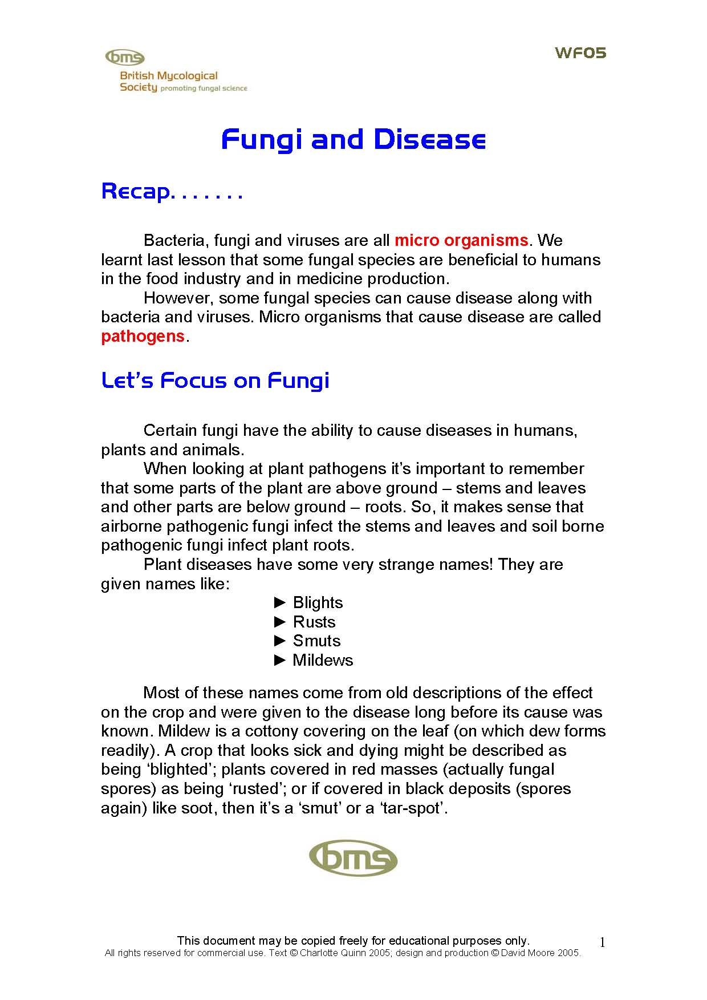 bms
WF05
British Mycological
Society promoting fungal science
Fungi and Disease
Recap. . . . . . .
Bacteria, fungi and viruses are all micro organisms. We
learnt last lesson that some fungal species are beneficial to humans
in the food industry and in medicine production.
However, some fungal species can cause disease along with
bacteria and viruses. Micro organisms that cause disease are called
pathogens.
Let's Focus on Fungi
Certain fungi have the ability to cause diseases in humans,
plants and animals.
When looking at plant pathogens it's important to remember
that some parts of the plant are above ground – stems and leaves
and other parts are below ground – roots. So, it makes sense that
airborne pathogenic fungi infect the stems and leaves and soil borne
pathogenic fungi infect plant roots.
Plant diseases have some very strange names! They are
given names like:
► Blights
► Rusts
► Smuts
► Mildews
Most of these names come from old descriptions of the effect
on the crop and were given to the disease long before its cause was
known. Mildew is a cottony covering on the leaf (on which dew forms
readily). A crop that looks sick and dying might be described as
being ‘blighted’; plants covered in red masses (actually fungal
spores) as being ‘rusted’; or if covered in black deposits (spores
again) like soot, then it’s a ‘smut’ or a ‘tar-spot’.
bms
This document may be copied freely for educational purposes only.
1
All rights reserved for commercial use. Text © Charlotte Quinn 2005; design and production © David Moore 2005.